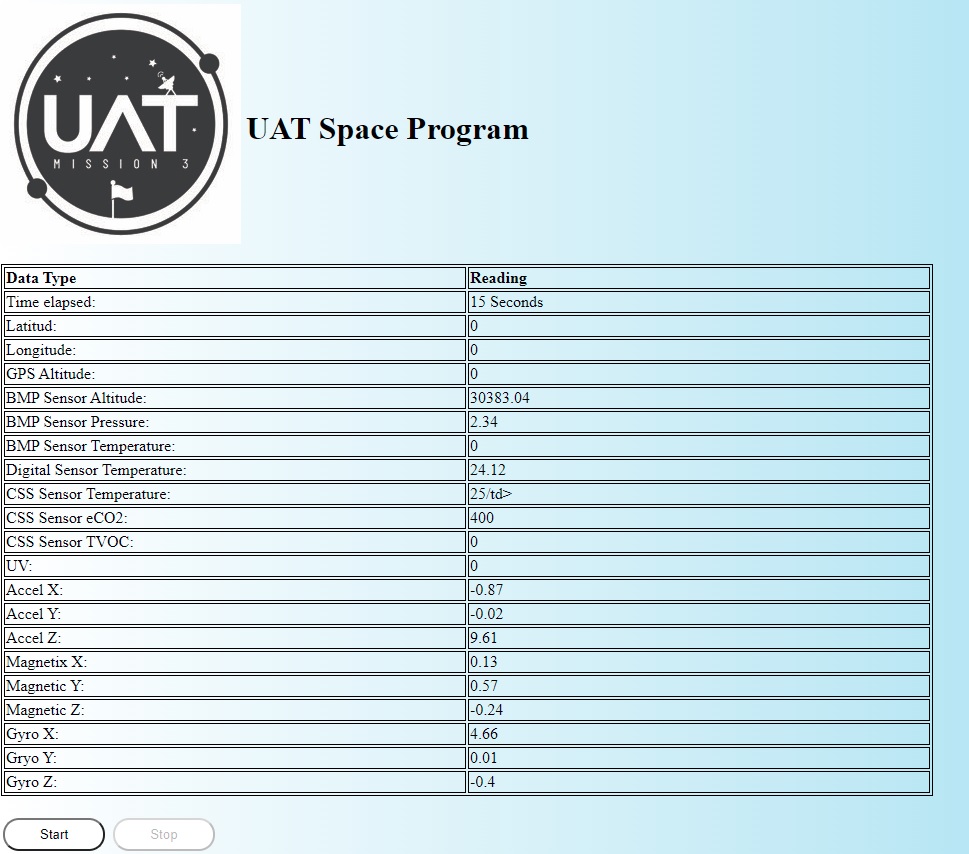 UAT
MISSION 3
UAT Space Program
Data Type Reading
Time elapsed: 15 Seconds
Latitud: 0
Longitude: 0
GPS Altitude: 0
BMP Sensor Altitude: 30383.04
BMP Sensor Pressure: 2.34
BMP Sensor Temperature: 0
Digital Sensor Temperature: 24.12
CSS Sensor Temperature: 25/td>
CSS Sensor eCO2: 400
CSS Sensor TVOC: 0
UV: 0
Accel X: -0.87
Accel Y: -0.02
Accel Z: 9.61
Magnetix X: 0.13
Magnetic Y: 0.57
Magnetic Z: -0.24
Gyro X: 4.66
Gryo Y: 0.01
Gyro Z: -0.4
Start Stop